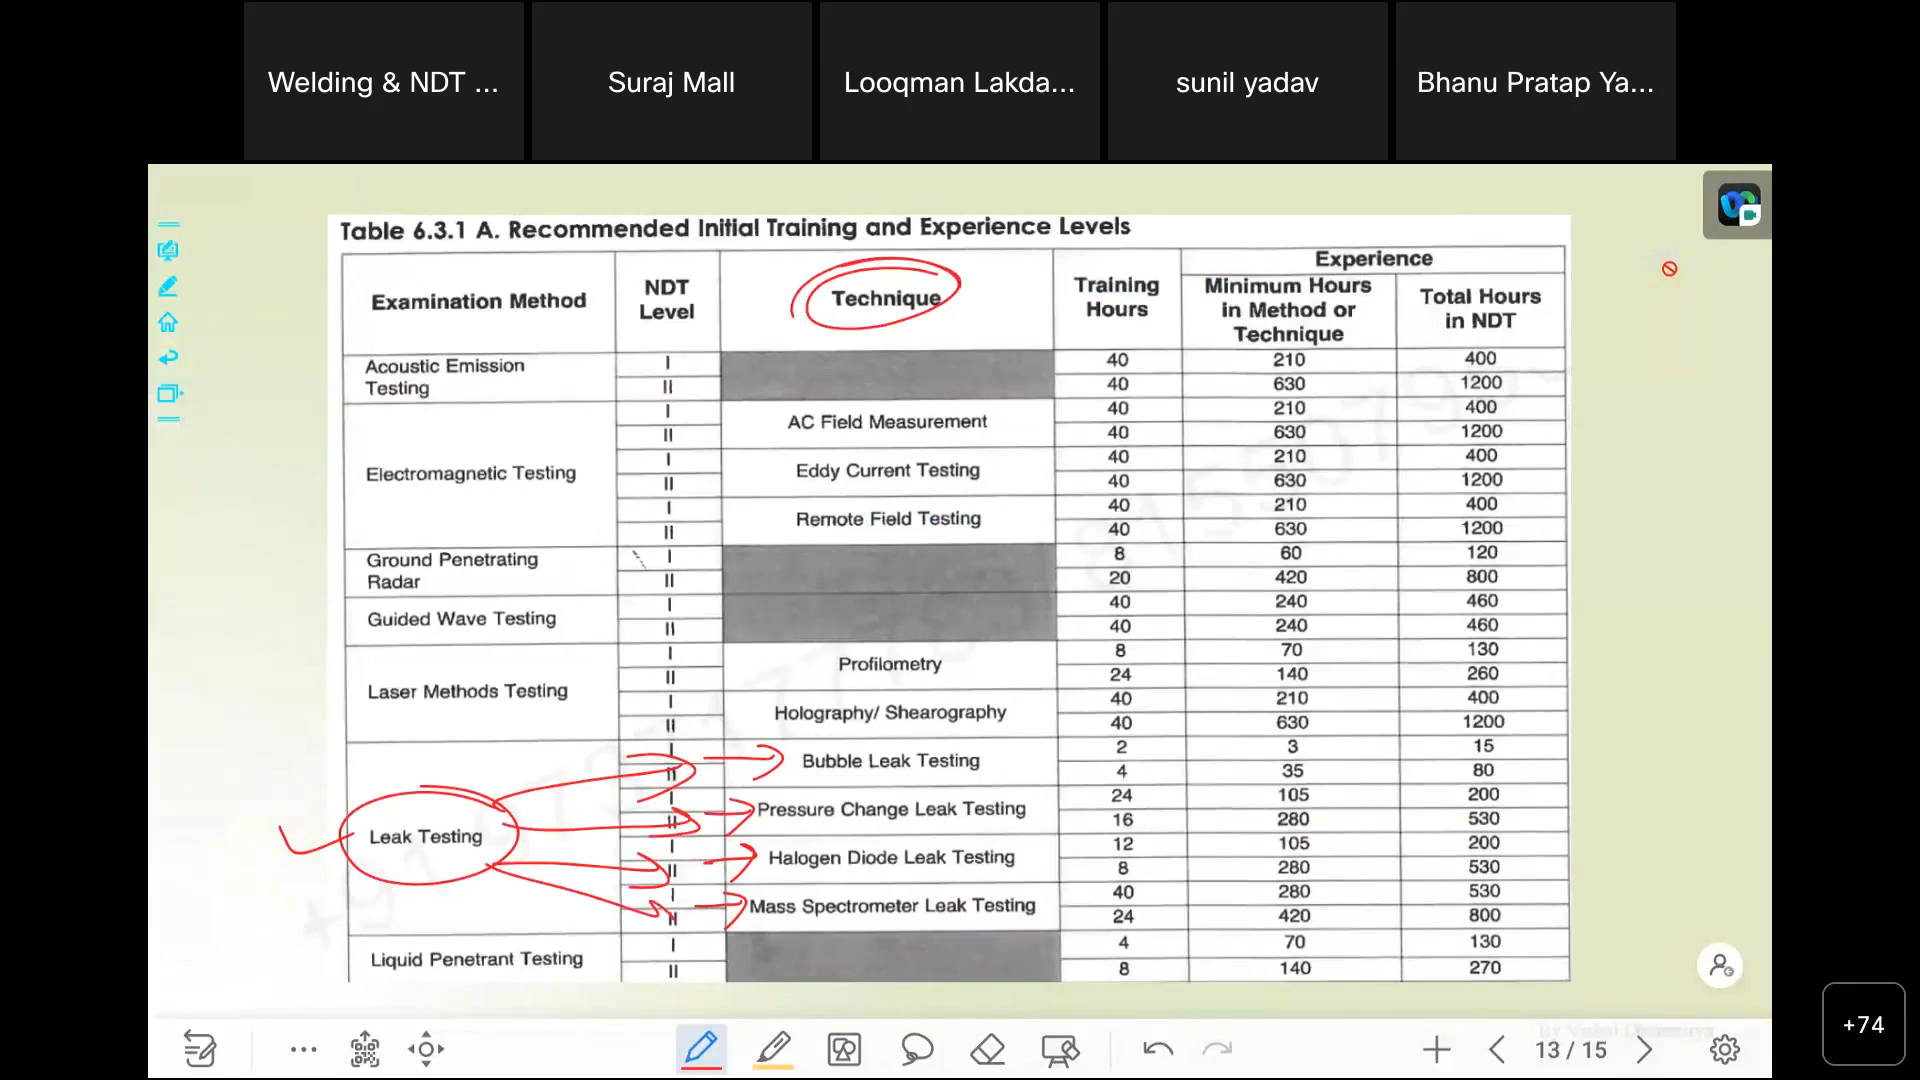 Welding & NDT ...
Suraj Mall
Looqman Lakda...
sunil yadav
Bhanu Pratap Ya...
Table 6.3.1 A. Recommended Initial Training and Experience Levels
Examination Method
NDT Level
Technique
Training Hours
Experience
Minimum Hours in Method or Technique
Total Hours in NDT
Acoustic Emission Testing
I 40 210 400
II 40 630 1200
Electromagnetic Testing
AC Field Measurement
I 40 210 400
II 40 630 1200
Eddy Current Testing
I 40 210 400
II 40 630 1200
Remote Field Testing
I 40 210 400
II 40 630 1200
Ground Penetrating Radar
I 8 60 120
II 20 420 800
Guided Wave Testing
I 40 240 460
II 40 240 460
Laser Methods Testing
Profilometry
I 8 70 130
II 24 140 260
Holography/ Shearography
I 40 210 400
II 40 630 1200
Leak Testing
Bubble Leak Testing
I 2 3 15
II 4 35 80
Pressure Change Leak Testing
I 24 105 200
II 16 280 530
Halogen Diode Leak Testing
I 12 105 200
II 8 280 530
Mass Spectrometer Leak Testing
I 40 280 530
II 24 420 800
Liquid Penetrant Testing
I 4 70 130
II 8 140 270
13 / 15
+74